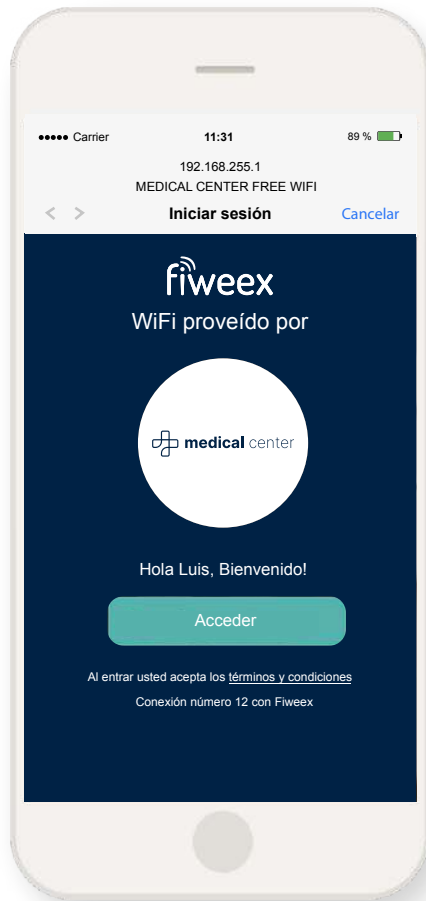 Carrier 11:31 89 %
192.168.255.1
MEDICAL CENTER FREE WIFI
< > Iniciar sesión Cancelar
fiweex
WiFi proveído por
medical center
Hola Luis, Bienvenido!
Acceder
Al entrar usted acepta los términos y condiciones
Conexión número 12 con Fiweex